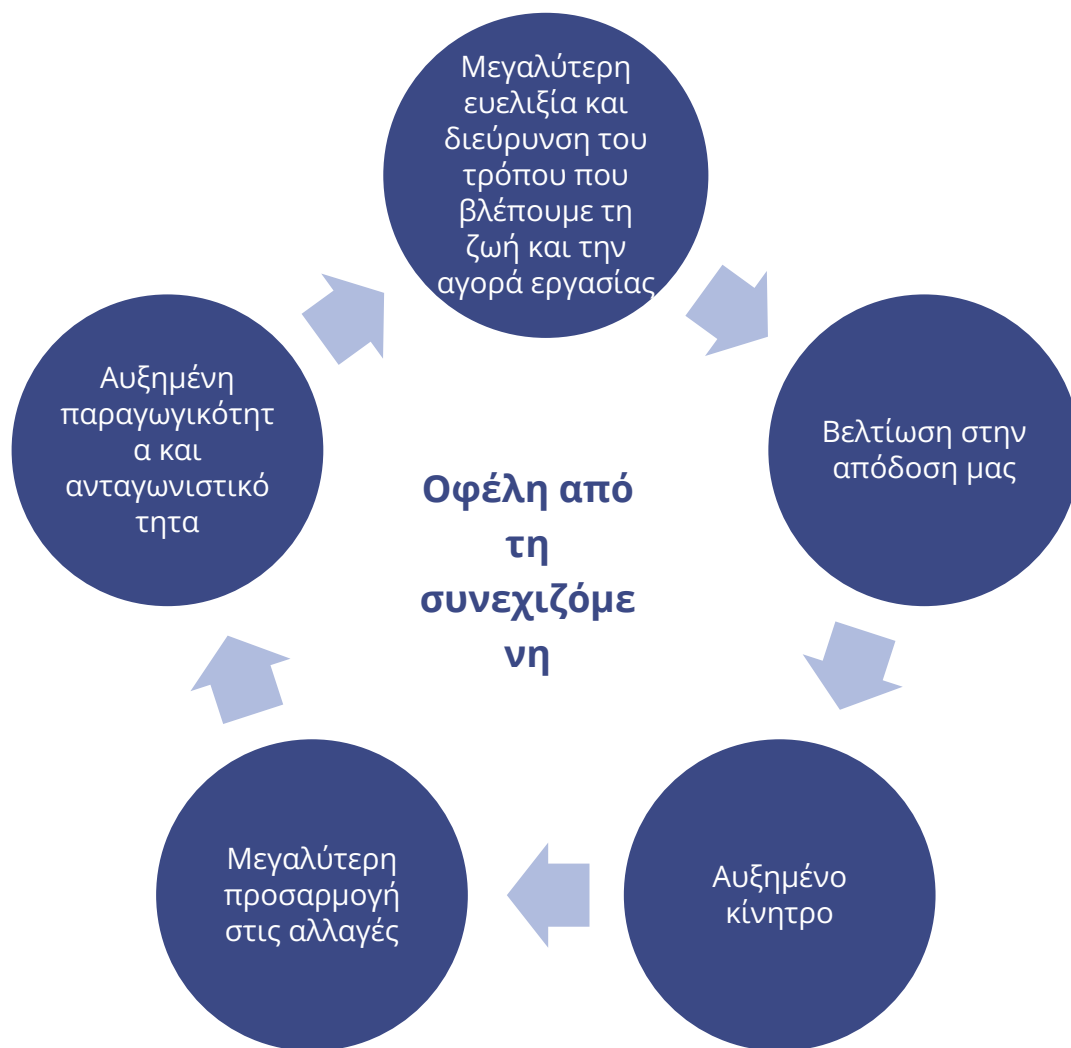 Μεγαλύτερη
ευελιξία και
διεύρυνση του
τρόπου που
βλέπουμε τη
ζωή και την
αγορά εργασίας
Βελτίωση στην
απόδοση μας
Αυξημένο
κίνητρο
Μεγαλύτερη
προσαρμογή
στις αλλαγές
Αυξημένη
παραγωγικότητ
α και
ανταγωνιστικό
τητα
Οφέλη από
τη
συνεχιζόμε
νη